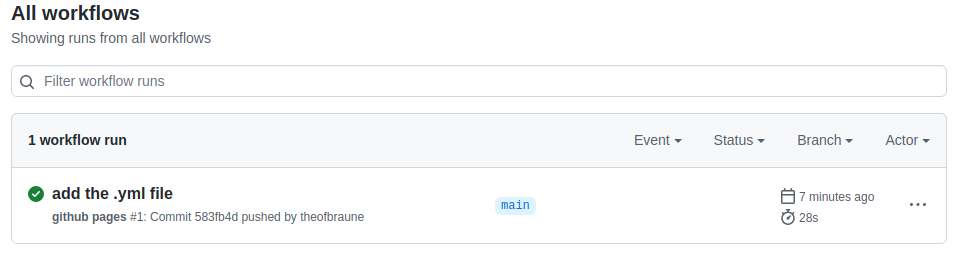 All workflows
Showing runs from all workflows
Filter workflow runs
1 workflow run Event Status Branch Actor
add the .yml file
github pages #1: Commit 583fb4d pushed by theofbraune
main
7 minutes ago
28s